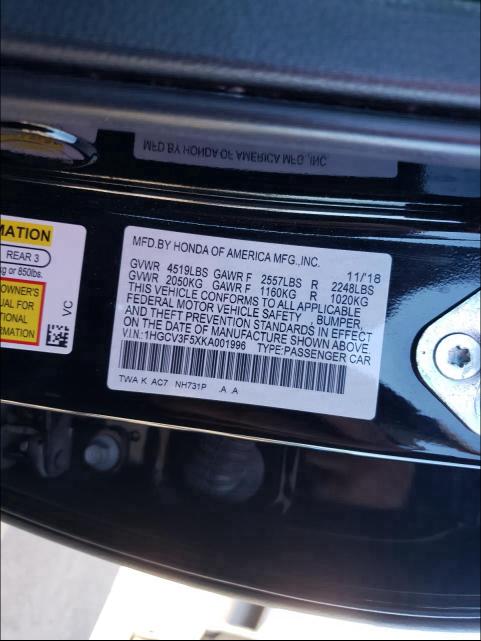 MFD BY HONDA OF AMERICA MFG.,INC.
MATION
REAR 3
kg or 850lbs.
OWNER'S
UAL FOR
TIONAL
RMATION
VC
MFD.BY HONDA OF AMERICA MFG.,INC.
11/18
GVWR 4519LBS GAWR F 2557LBS R 2248LBS
GVWR 2050KG GAWR F 1160KG R 1020KG
THIS VEHICLE CONFORMS TO ALL APPLICABLE
FEDERAL MOTOR VEHICLE SAFETY , BUMPER,
AND THEFT PREVENTION STANDARDS IN EFFECT
ON THE DATE OF MANUFACTURE SHOWN ABOVE.
V.I.N.:1HGCV3F5XKA001996 TYPE:PASSENGER CAR
TWA K AC7 NH731P .A A